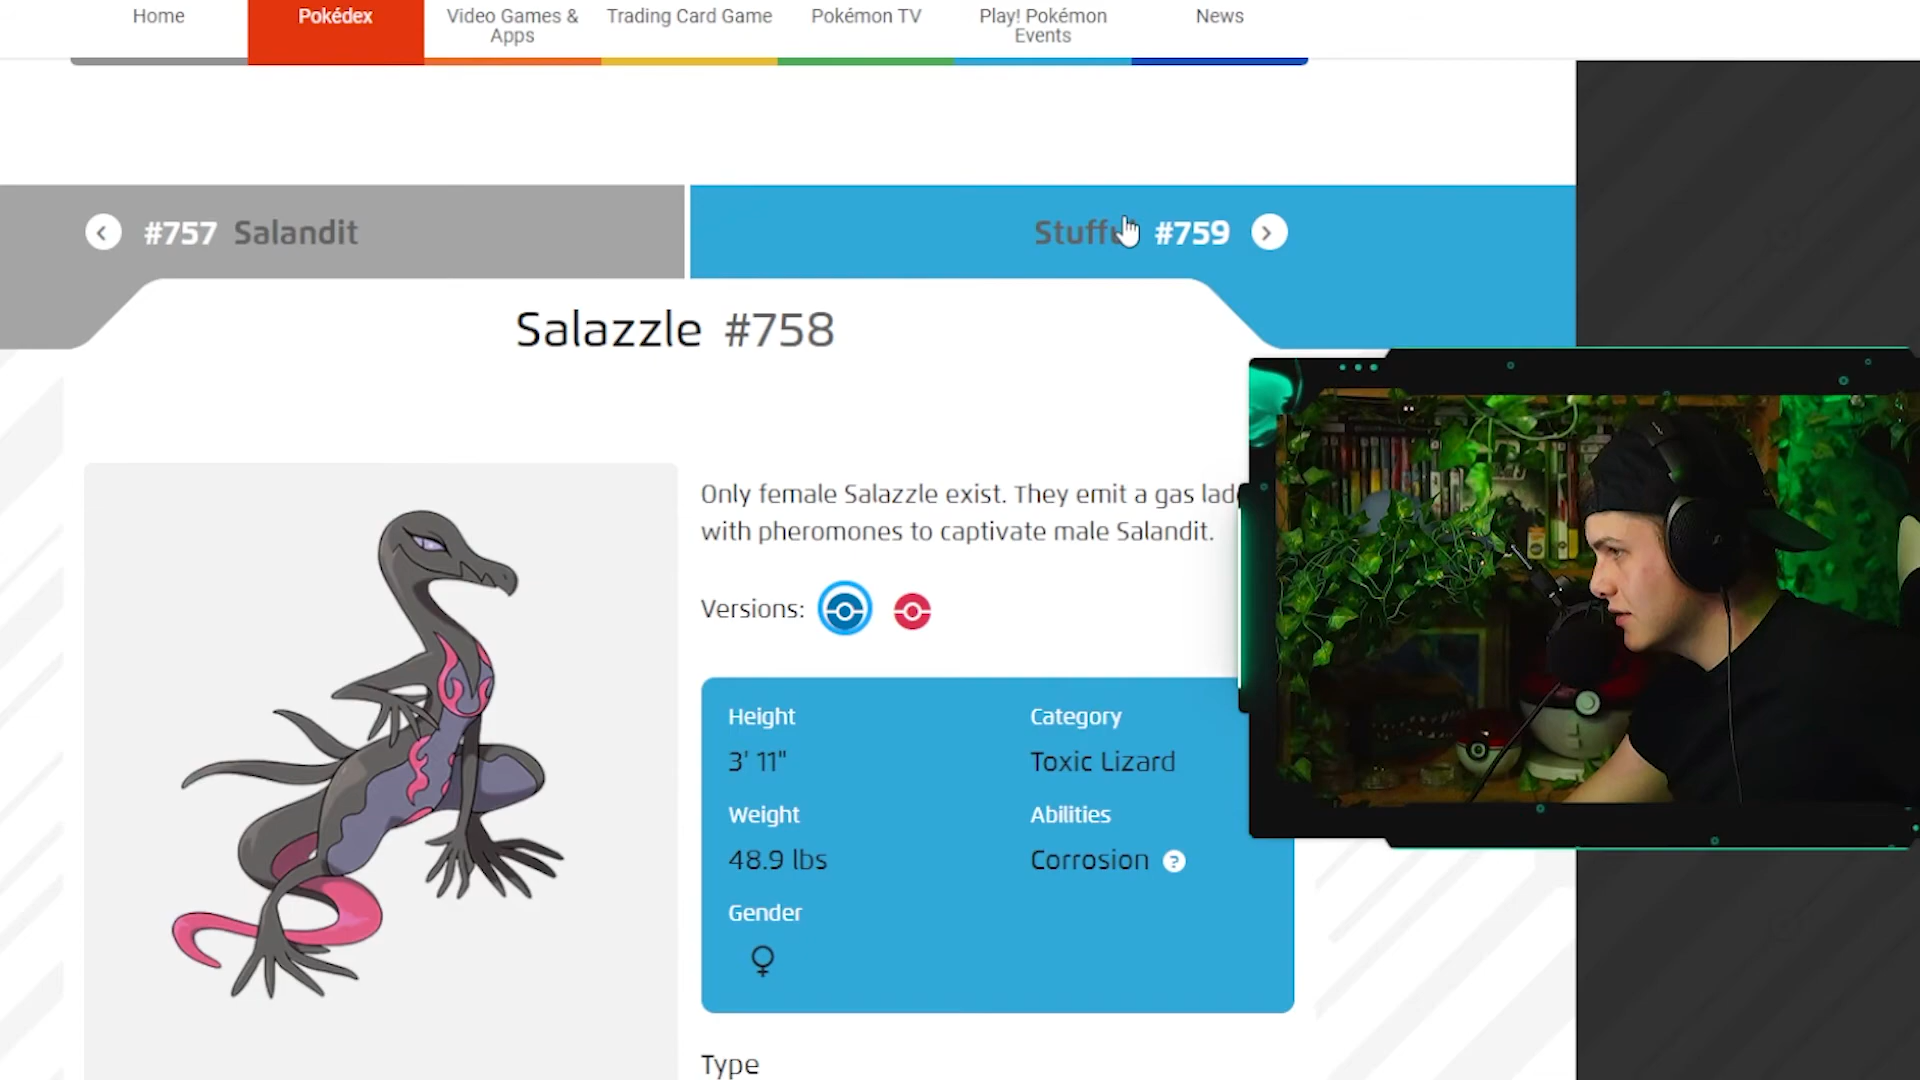 Home
Pokédex
Video Games &
Apps
Trading Card Game
Pokémon TV
Play! Pokémon
Events
News
#757 Salandit
#759
Salazzle #758
Only female Salazzle exist. They emit a gas
with pheromones to captivate male Salandit.
Versions:
Height
3' 11"
Category
Toxic Lizard
Weight
48.9 lbs
Abilities
Corrosion ?
Gender
Type